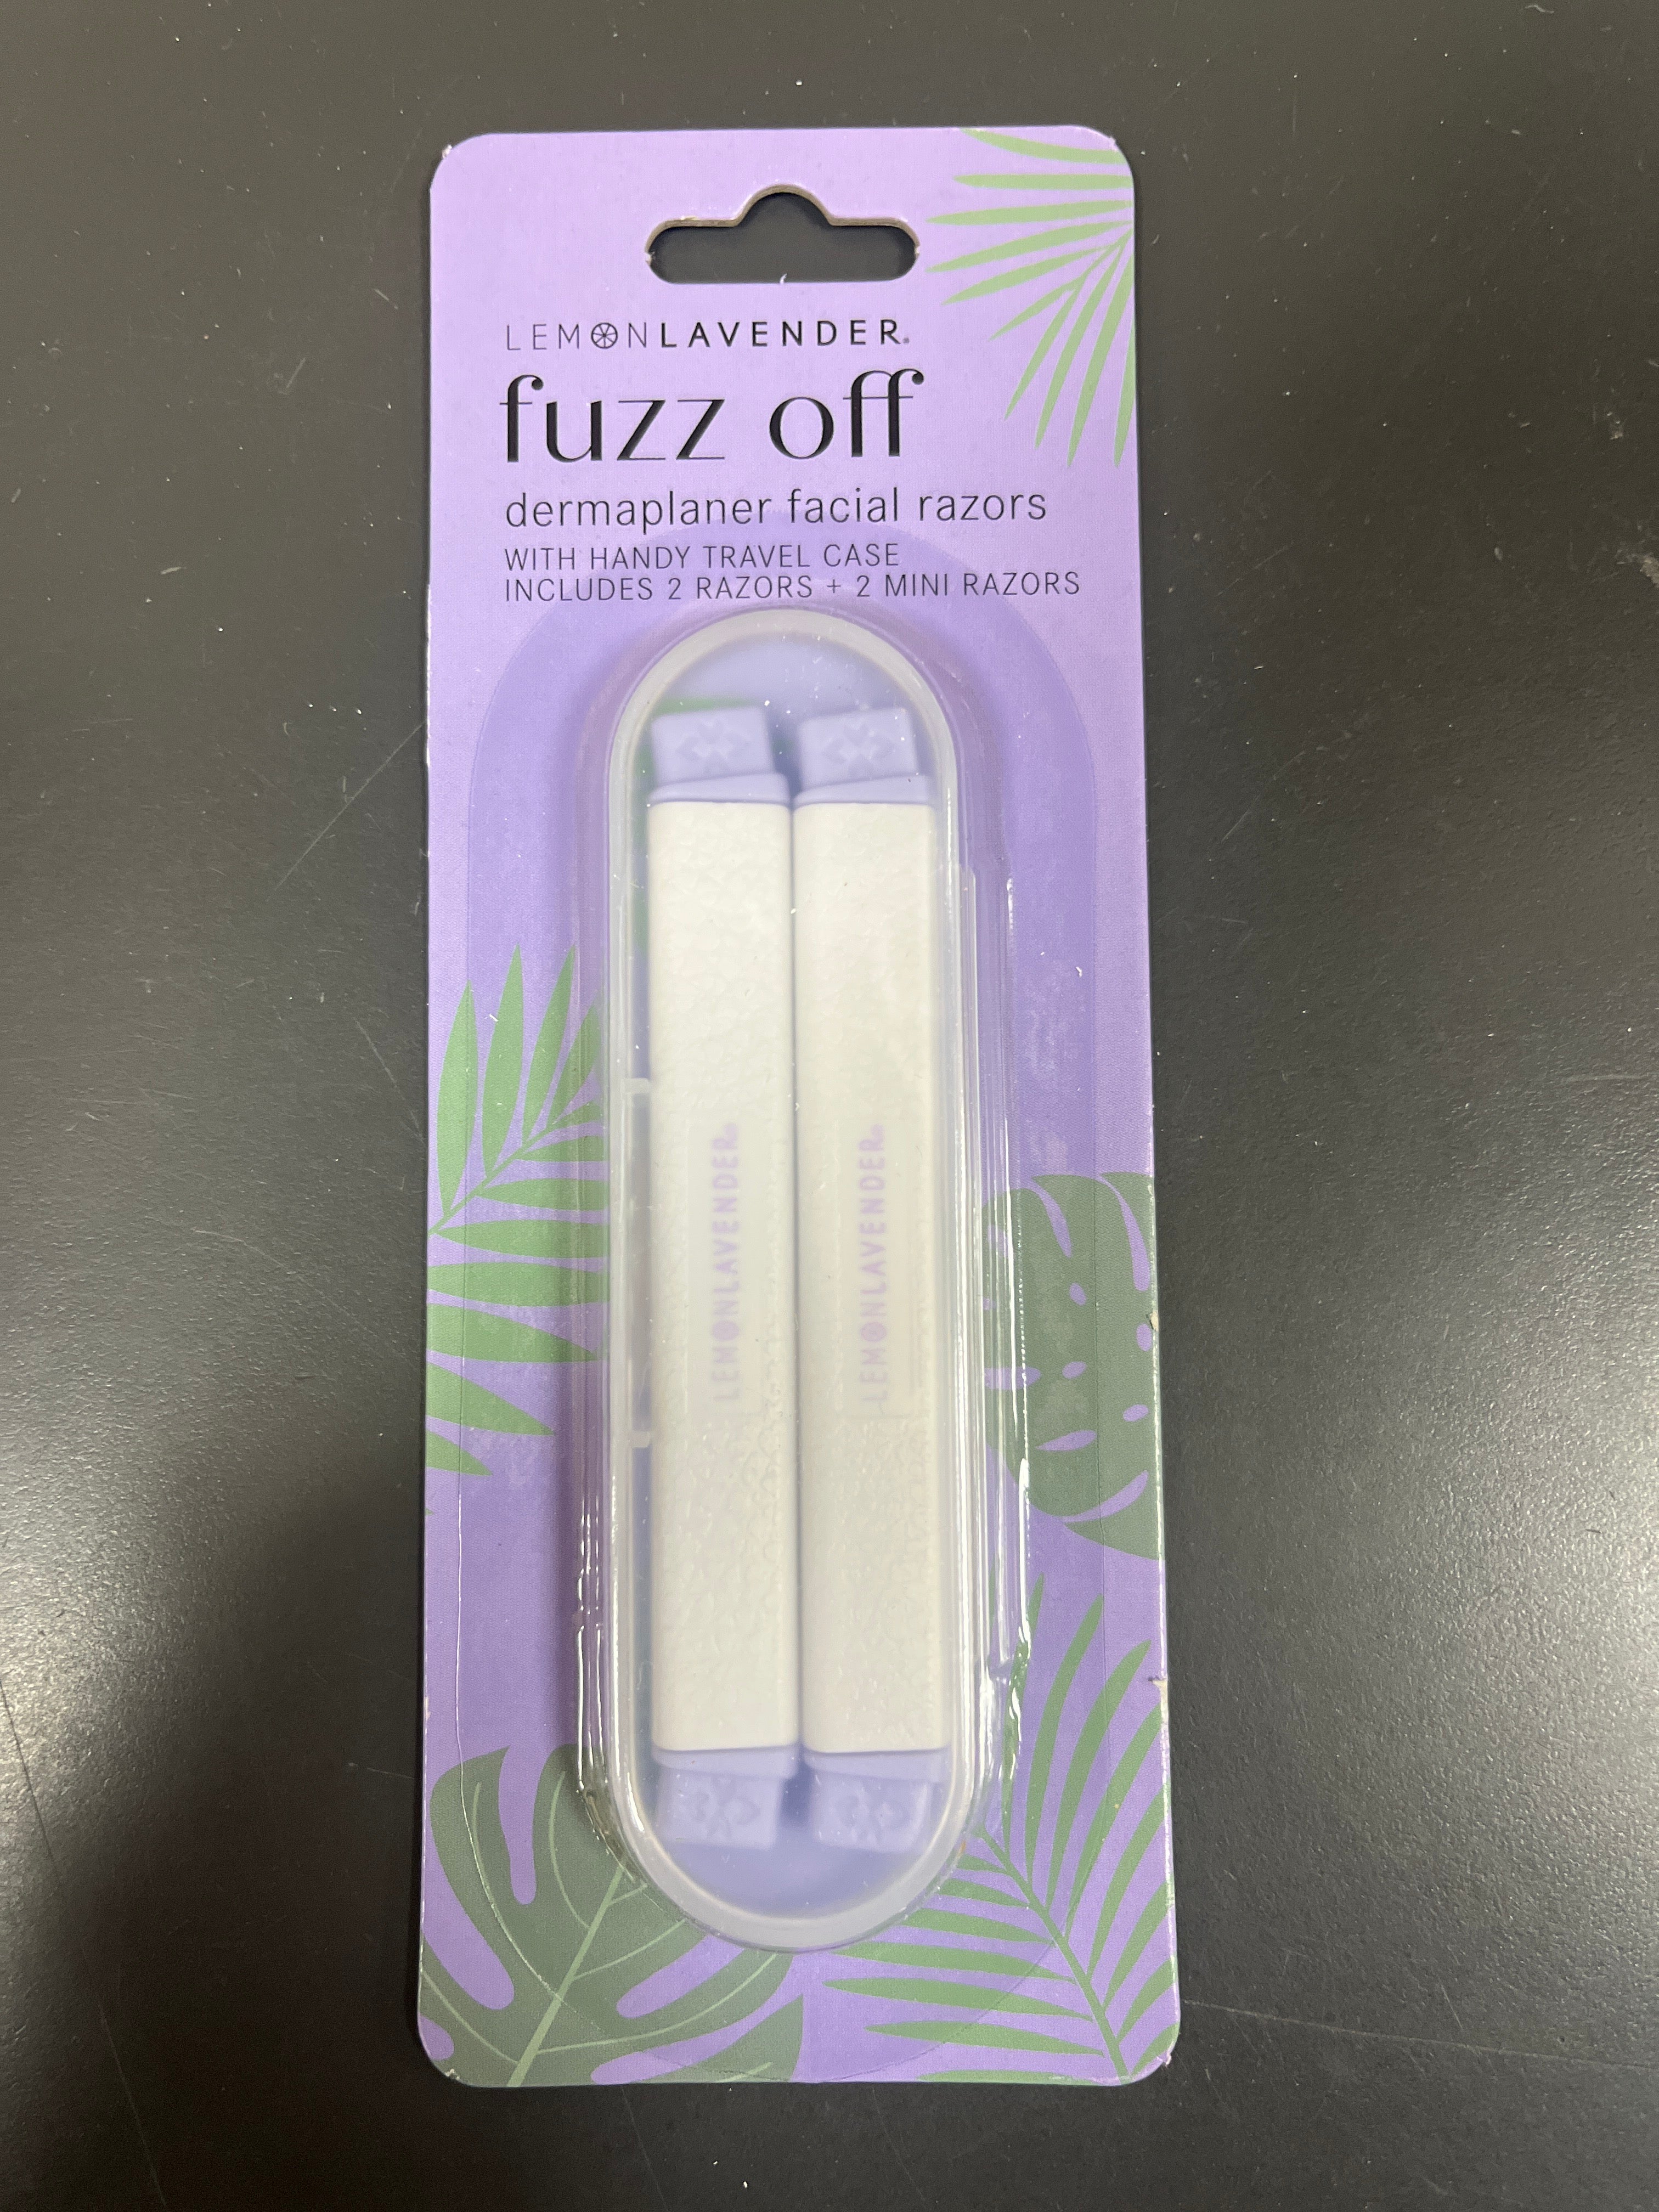 LEMONLAVENDER®
fuzz off
dermaplaner facial razors
WITH HANDY TRAVEL CASE
INCLUDES 2 RAZORS + 2 MINI RAZORS
LEMONLAVENDER®
LEMONLAVENDER®